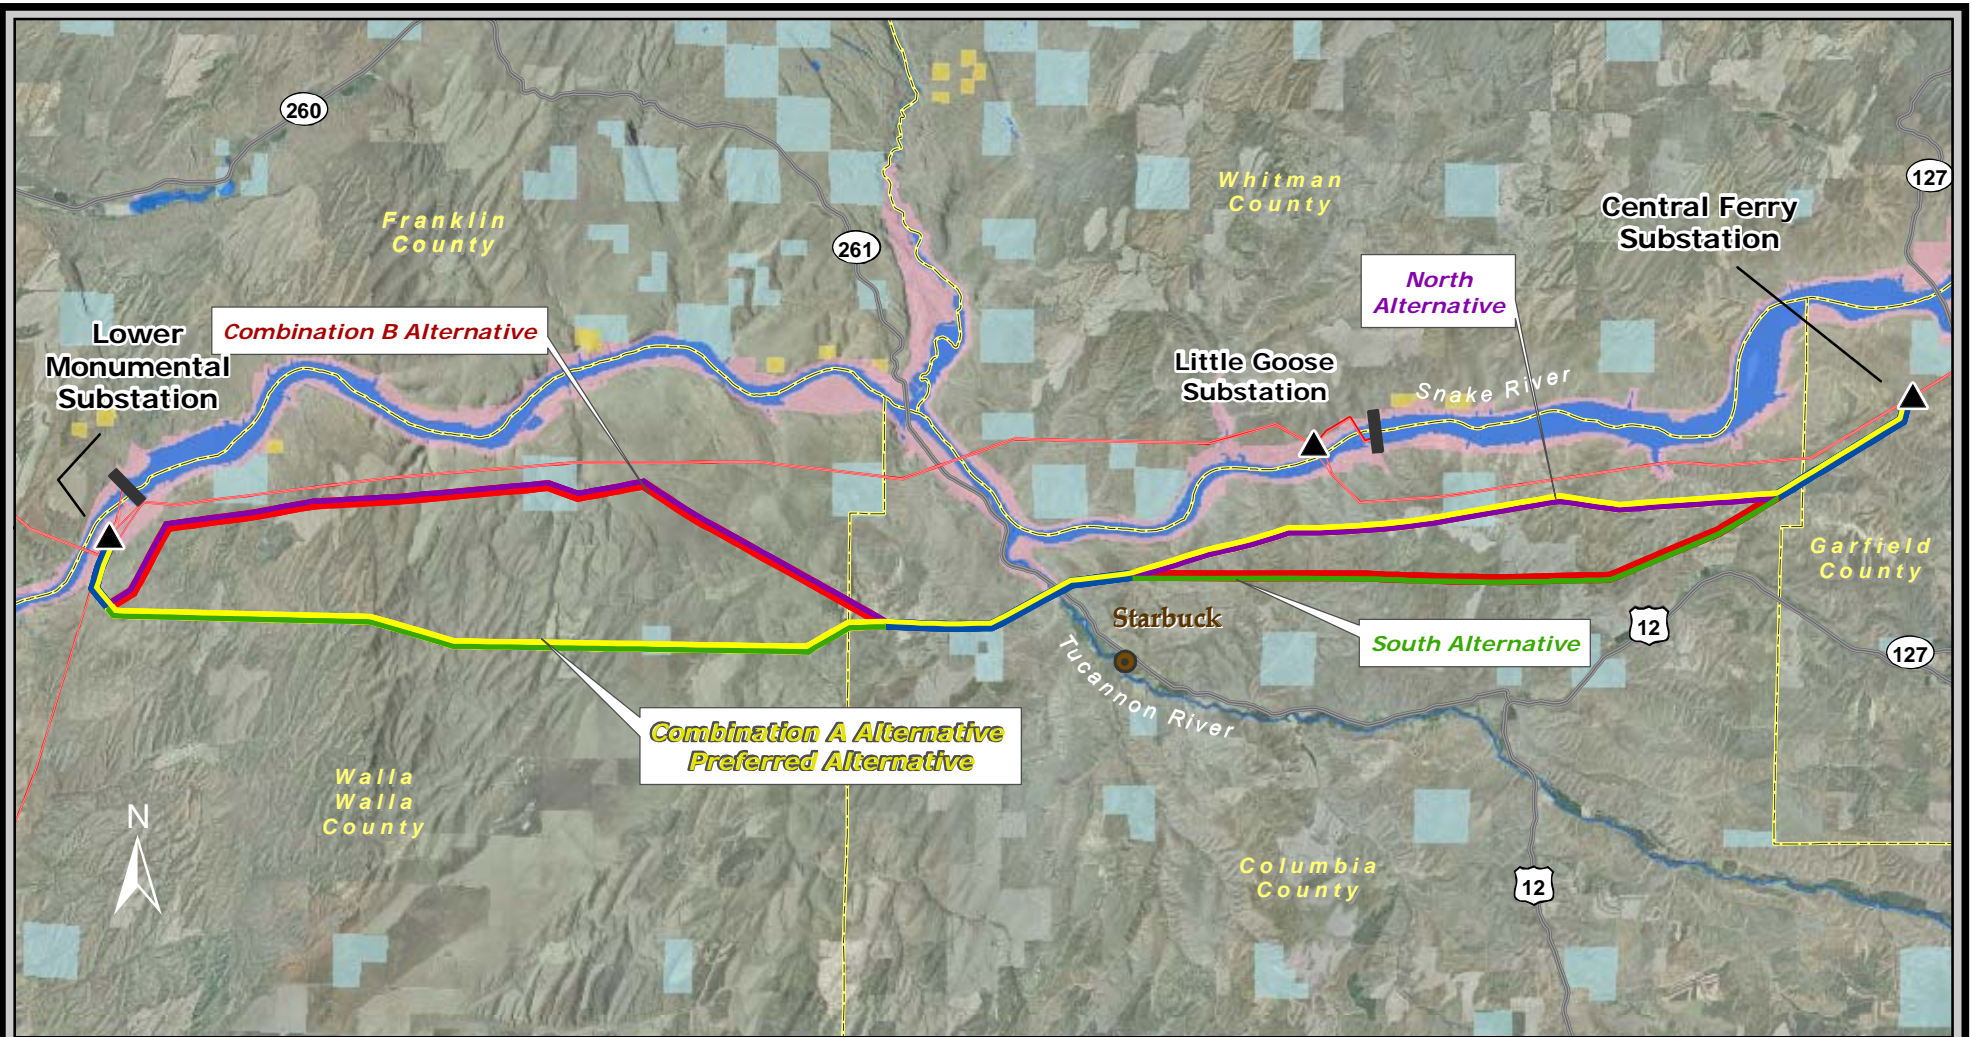 260
Franklin
County
261
Whitman
County
127
Central Ferry
Substation
North
Alternative
Combination B Alternative
Lower
Monumental
Substation
Little Goose
Substation
Snake River
Garfield
County
Starbuck
12
South Alternative
127
Tucannon River
Combination A Alternative
Preferred Alternative
Walla
Walla
County
N
Columbia
County
12